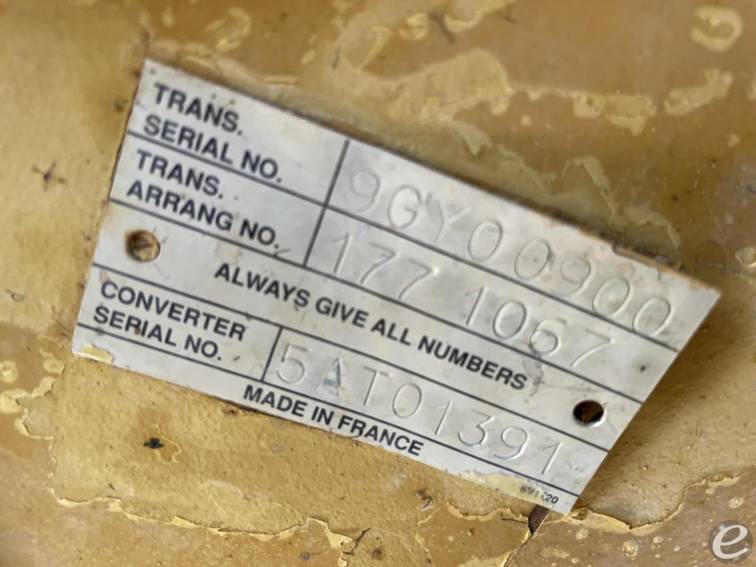 TRANS.
SERIAL NO. 9GY00900
TRANS.
ARRANG NO. 177 1067
ALWAYS GIVE ALL NUMBERS
CONVERTER
SERIAL NO. 5AT01391
MADE IN FRANCE
e